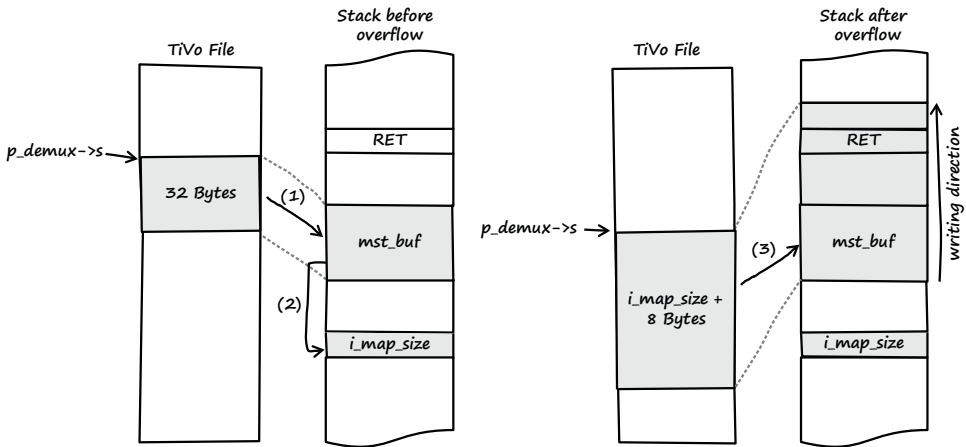 Stack before
overflow
TiVo File
RET
p_demux->s
32 Bytes
(1)
mst_buf
(2)
i_map_size
Stack after
overflow
TiVo File
RET
p_demux->s
(3)
mst_buf
i_map_size +
8 Bytes
i_map_size
writing direction